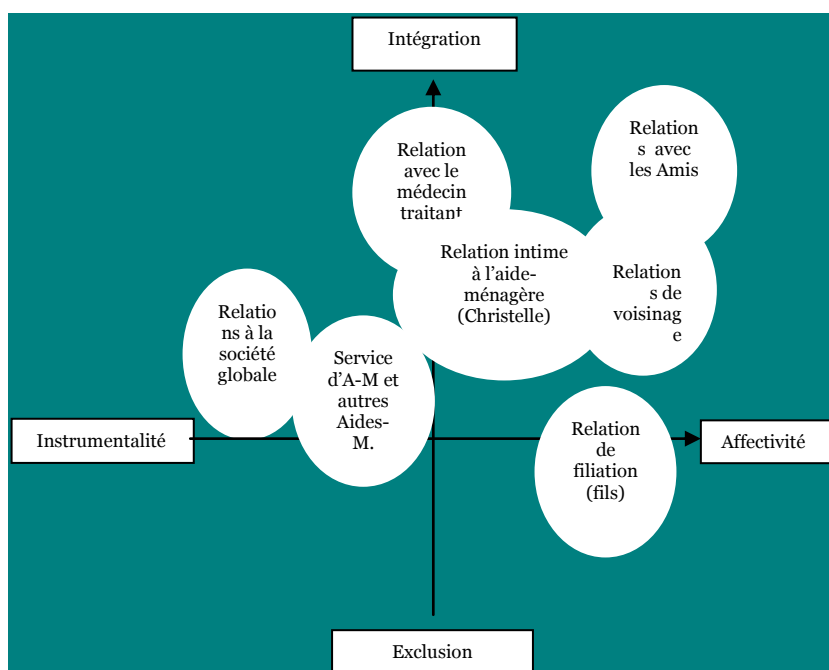 Intégration
Relation
avec le
médecin
traitant
Relation
s avec
les Amis
Relation intime
à l'aide-
ménagère
(Christelle)
Relation
s de
voisinag
e
Relatio
ns à la
société
globale
Service
d'A-M et
autres
Aides-
M.
Instrumentalité
Relation
de
filiation
(fils)
Affectivité
Exclusion